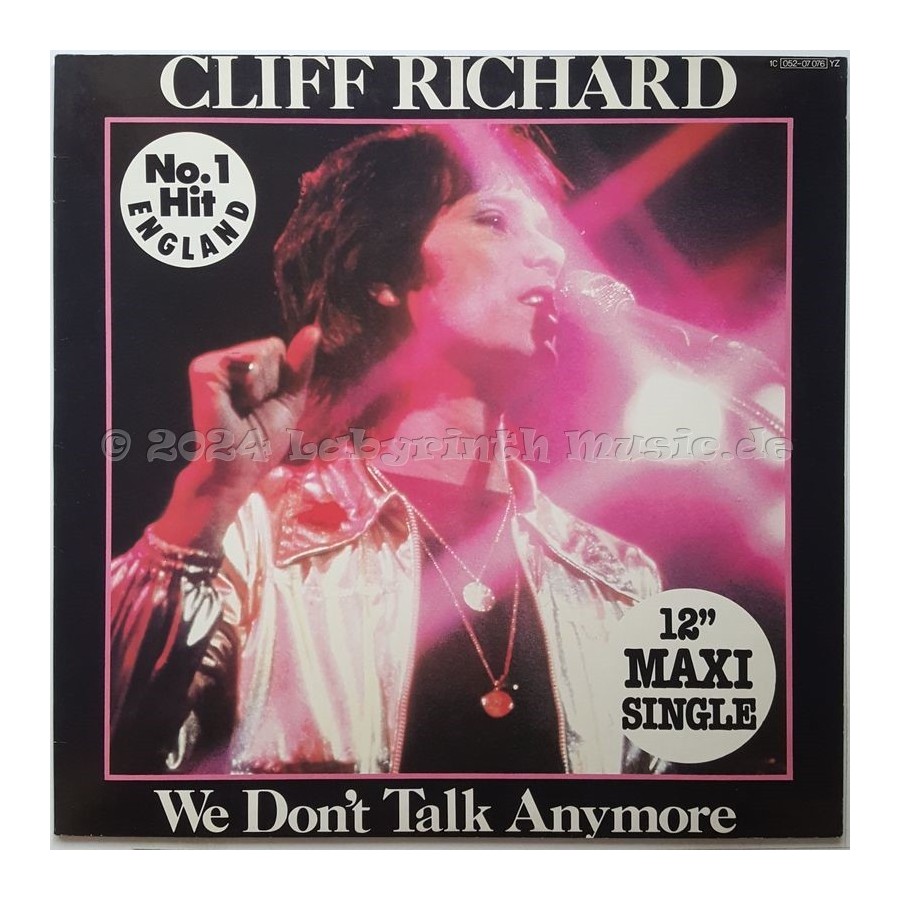 CLIFF RICHARD
1C 052-07 076 YZ
No.1
Hit
ENGLAND
© 2024 Labyrinth Music.de
12”
MAXI
SINGLE
We Don't Talk Anymore